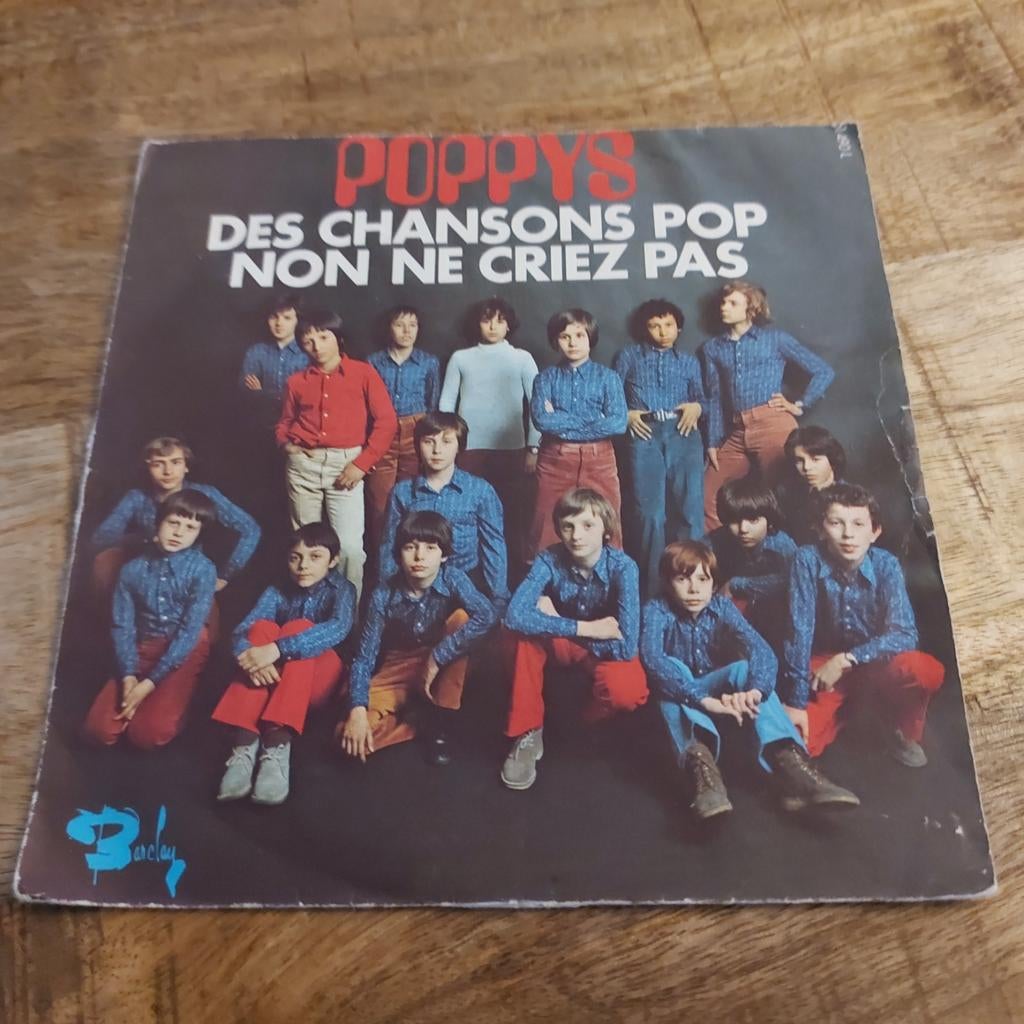 POPPYS
DES CHANSONS POP
NON NE CRIEZ PAS
Barclay